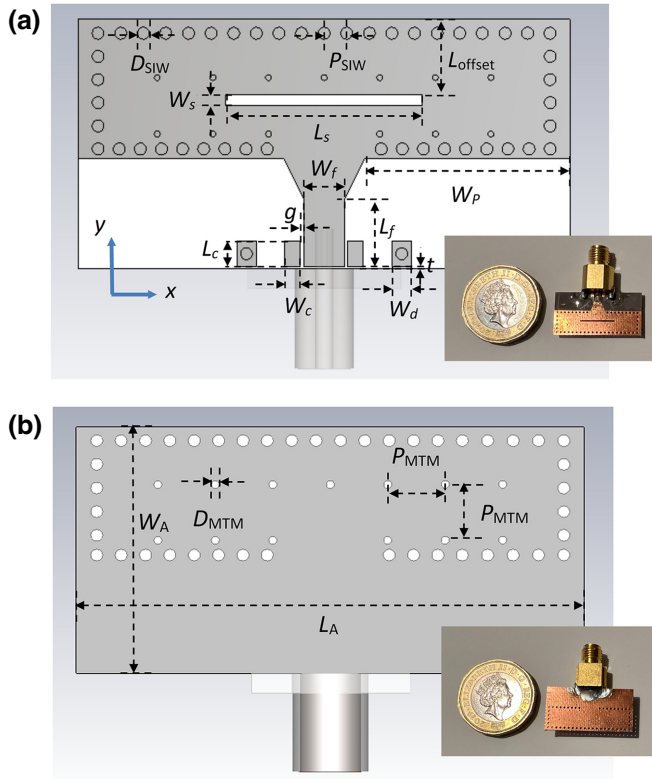 (a)
D_SIW
P_SIW
L_offset
W_s
L_s
W_f
W_P
g
L_f
y
L_c
t
x
W_c
W_d
(b)
P_MTM
W_A
D_MTM
P_MTM
L_A